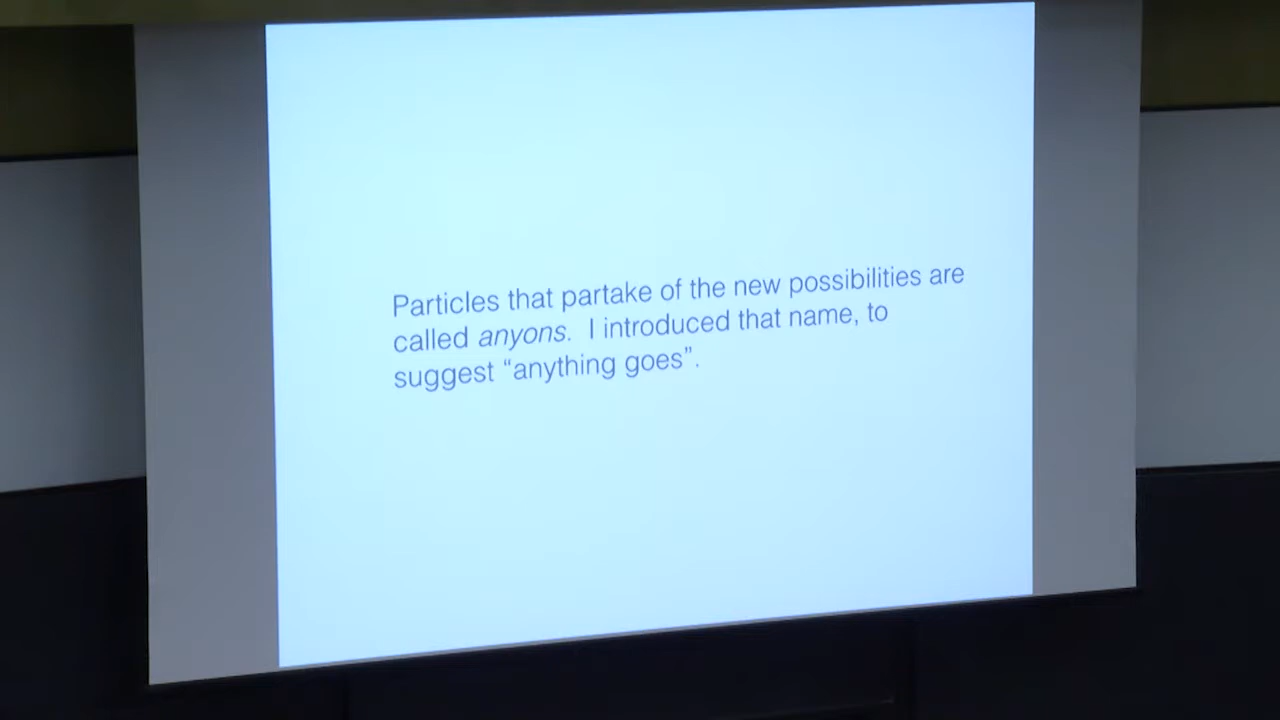 Particles that partake of the new possibilities are
called anyons. I introduced that name, to
suggest “anything goes”.